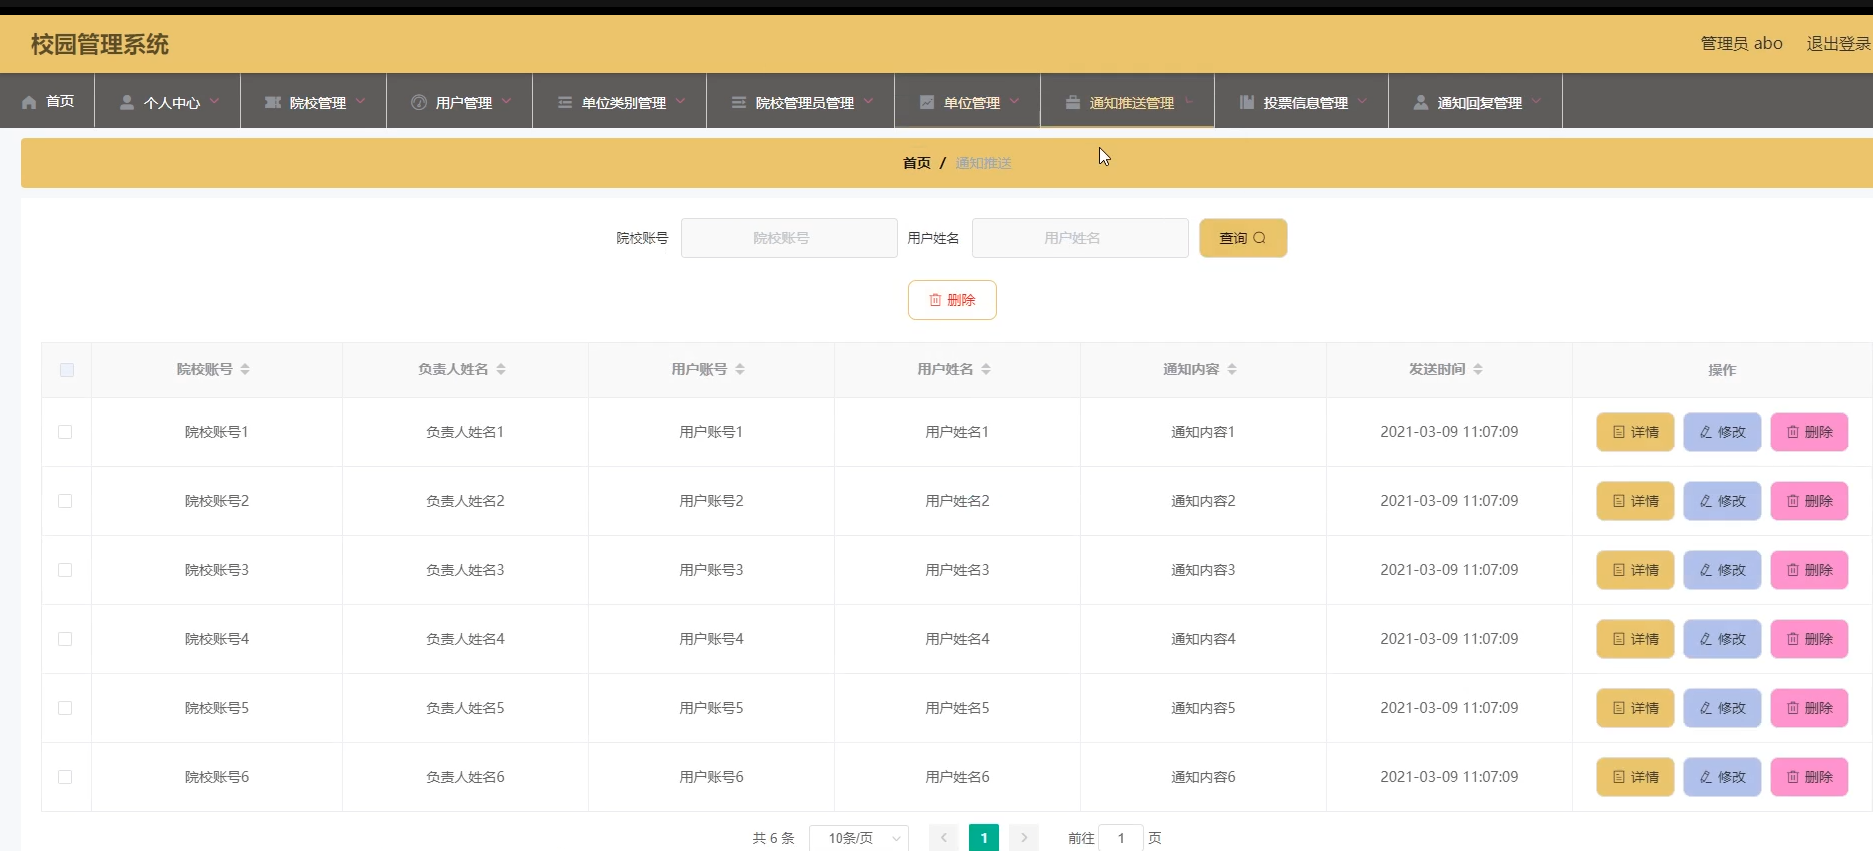 校园管理系统
管理员 abo 退出登录
首页 个人中心 院校管理 用户管理 单位类别管理 院校管理员管理 单位管理 通知推送管理 投票信息管理 通知回复管理
首页 / 通知推送
院校账号 院校账号 用户姓名 用户姓名 查询
删除
院校账号 负责人姓名 用户账号 用户姓名 通知内容 发送时间 操作
院校账号1 负责人姓名1 用户账号1 用户姓名1 通知内容1 2021-03-09 11:07:09 详情 修改 删除
院校账号2 负责人姓名2 用户账号2 用户姓名2 通知内容2 2021-03-09 11:07:09 详情 修改 删除
院校账号3 负责人姓名3 用户账号3 用户姓名3 通知内容3 2021-03-09 11:07:09 详情 修改 删除
院校账号4 负责人姓名4 用户账号4 用户姓名4 通知内容4 2021-03-09 11:07:09 详情 修改 删除
院校账号5 负责人姓名5 用户账号5 用户姓名5 通知内容5 2021-03-09 11:07:09 详情 修改 删除
院校账号6 负责人姓名6 用户账号6 用户姓名6 通知内容6 2021-03-09 11:07:09 详情 修改 删除
共 6 条 10条/页 1 前往 1 页